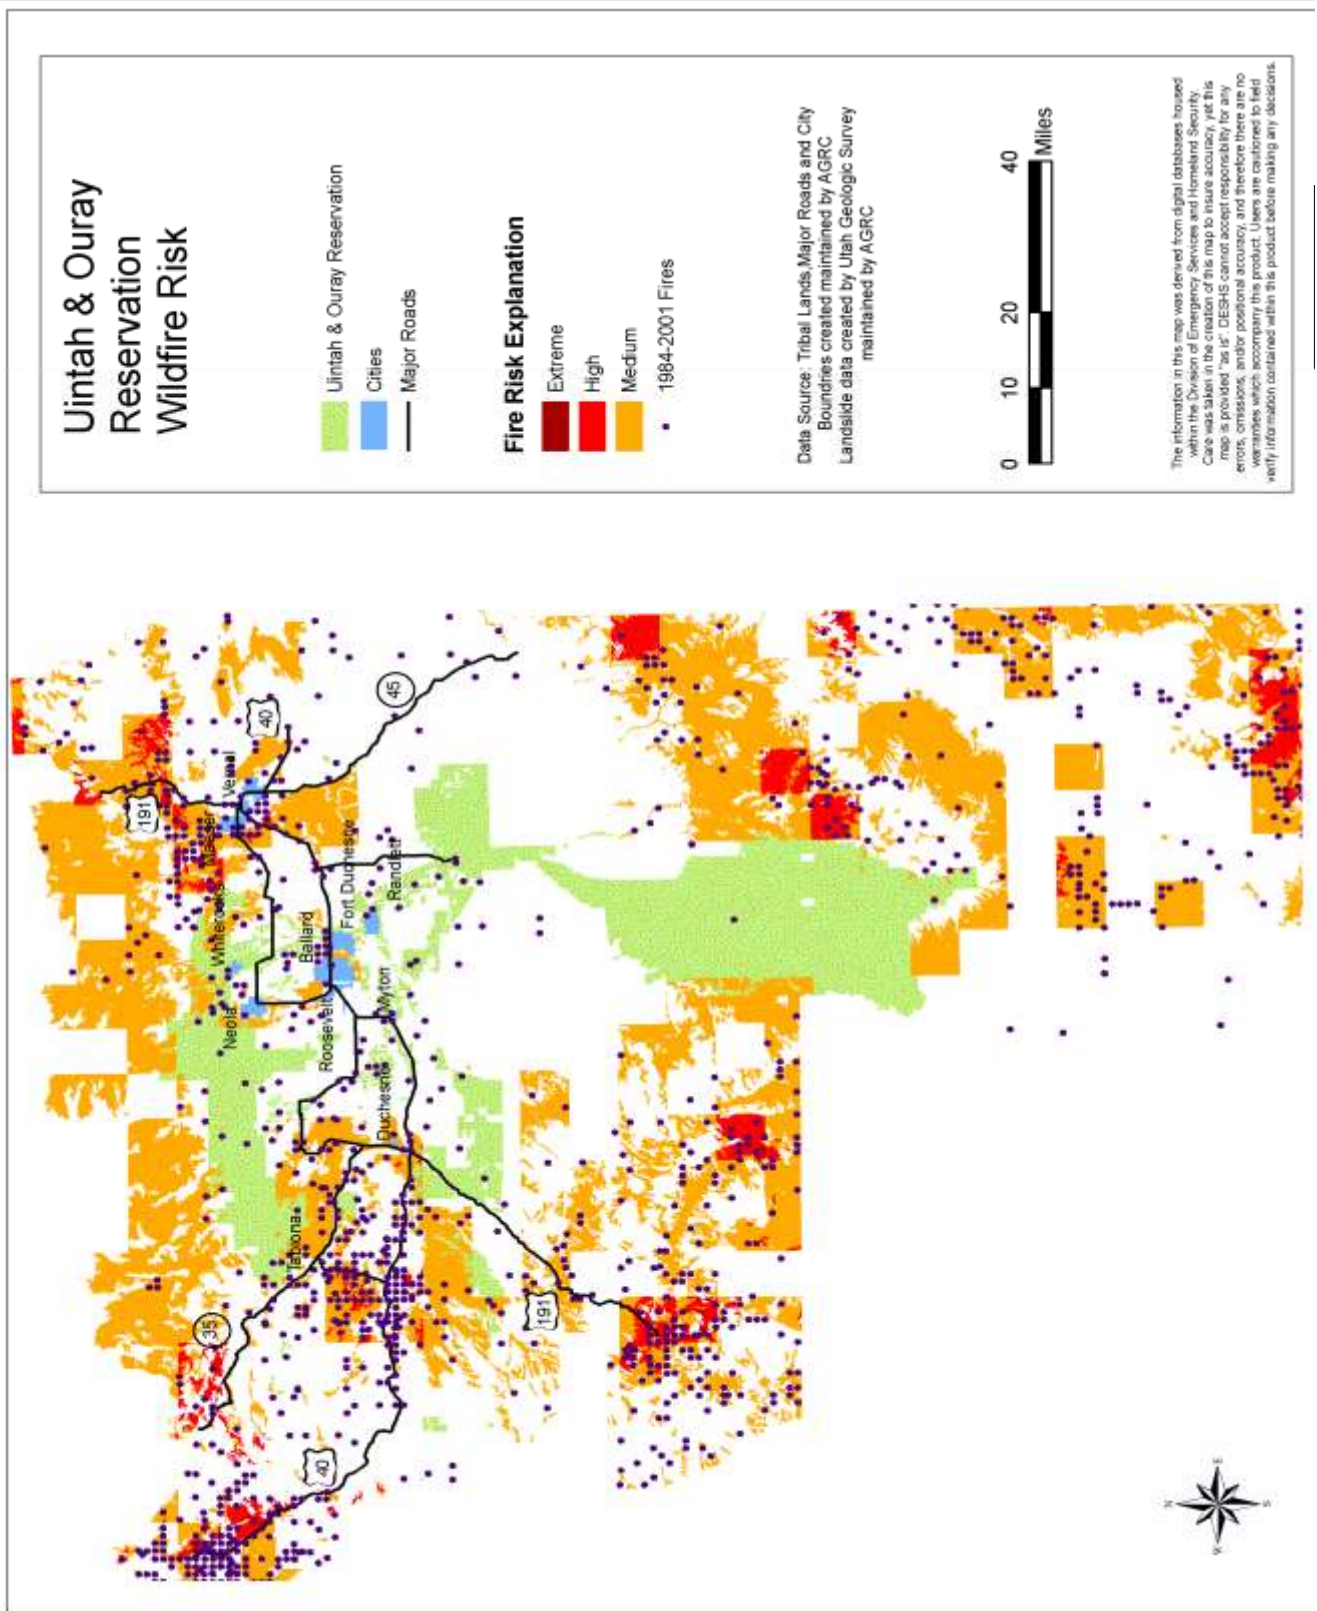 Uintah & Ouray
Reservation
Wildfire Risk
Uintah & Ouray Reservation
Cities
Major Roads
Fire Risk Explanation
Extreme
High
Medium
1984-2001 Fires
Data Source: Tribal Lands,Major Roads and City
Boundries created maintained by AGRC
Landslide data created by Utah Geologic Survey
maintained by AGRC
0 10 20 40
Miles
The information in this map was derived from digital databases housed
within the Division of Emergency Services and Homeland Security.
Care was taken in the creation of this map to insure accuracy, yet this
map is provided "as is". DESHS cannot accept responsibility for any
errors, omissions, and/or positional accuracy, and therefore there are no
warranties which accompany this product. Users are cautioned to field
verify information contained within this product before making any decisions.
191
40
45
Vernal
Maeser
Whiterocks
Neola
Ballard
Fort Duchesne
Randlett
Roosevelt
Myton
Duchesne
Tabiona
35
40
191
N
E
S
W